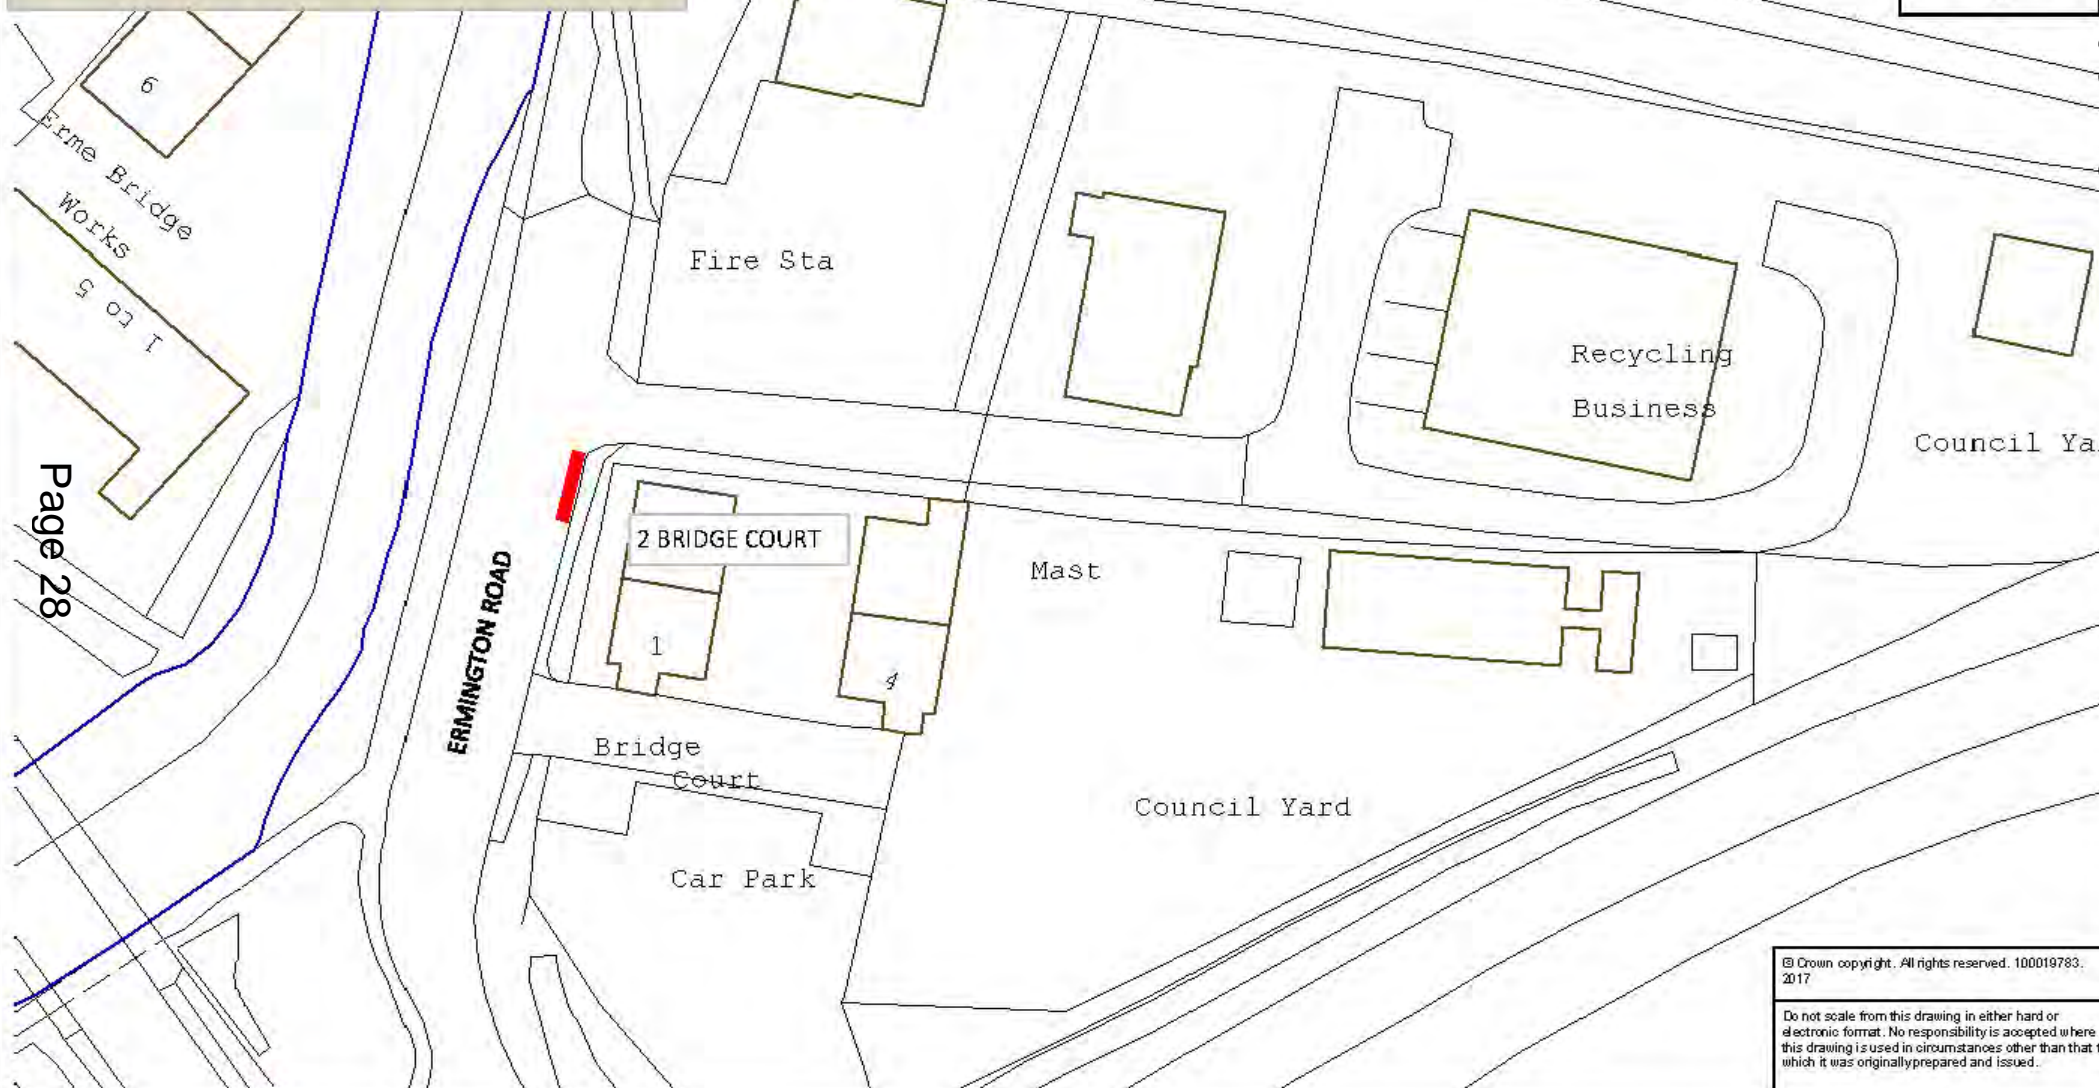 6
Erme Bridge
Works
1 to 5
Fire Sta
Recycling
Business
Council Ya
Page 28
2 BRIDGE COURT
Mast
ERMINGTON ROAD
1
4
Bridge
Court
Council Yard
Car Park
© Crown copyright. All rights reserved. 100019783.
2017
Do not scale from this drawing in either hard or
electronic format. No responsibility is accepted where
this drawing is used in circumstances other than that
which it was originally prepared and issued.